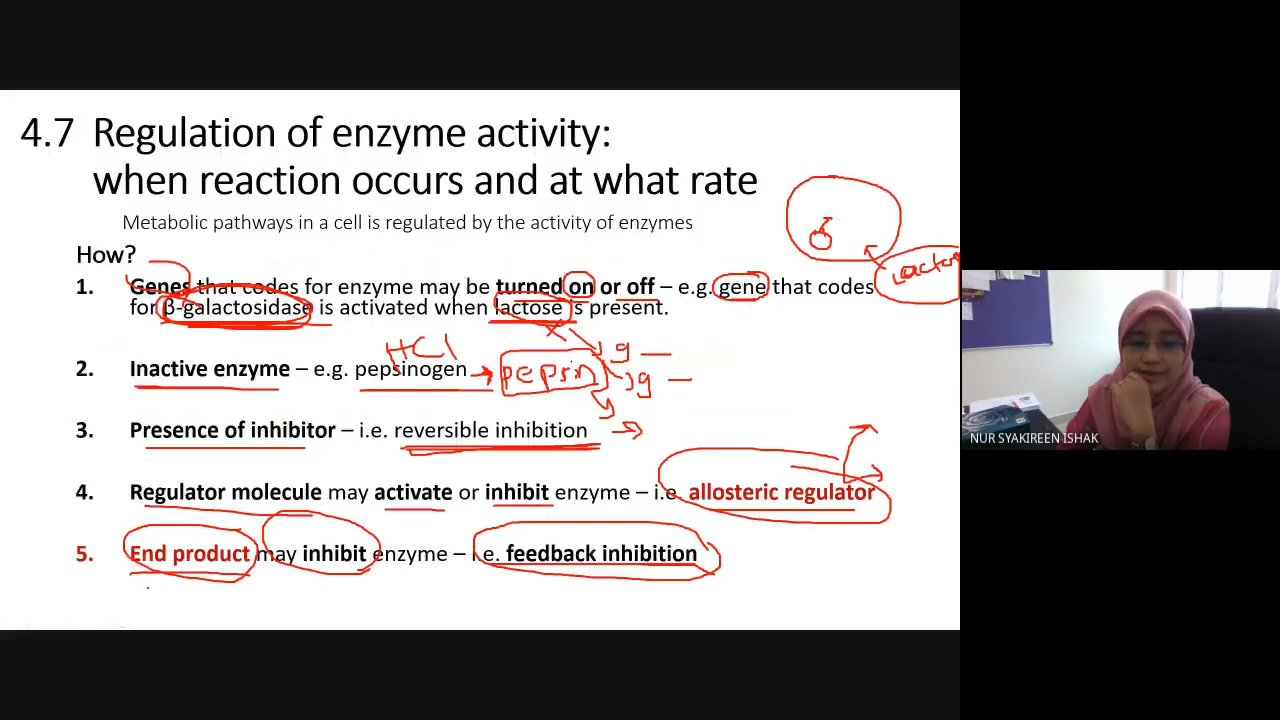 4.7 Regulation of enzyme activity:
when reaction occurs and at what rate
Metabolic pathways in a cell is regulated by the activity of enzymes
How?
lactose
1. Genes that codes for enzyme may be turned on or off – e.g. gene that codes
for β-galactosidase is activated when lactose is present.
HCl
g
2. Inactive enzyme – e.g. pepsinogen → pepsin
g
3. Presence of inhibitor – i.e. reversible inhibition
NUR SYAKIREEN ISHAK
4. Regulator molecule may activate or inhibit enzyme – i.e. allosteric regulator
5. End product may inhibit enzyme – i.e. feedback inhibition